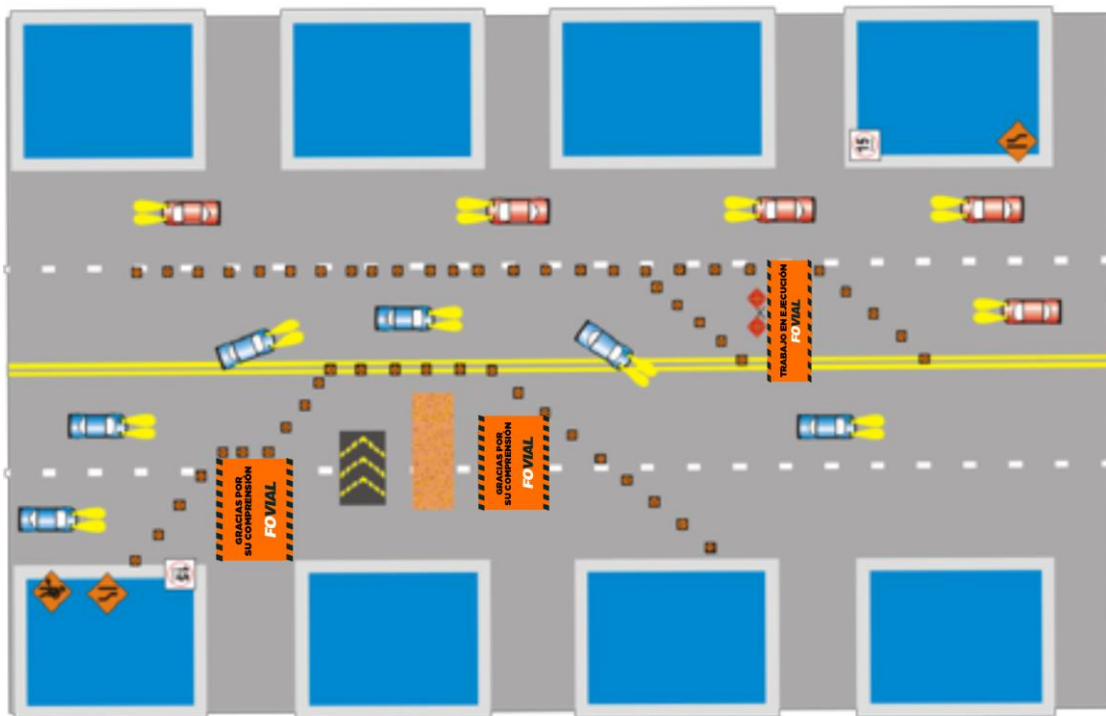 15
TRABAJO EN EJECUCIÓN
FOVIAL
GRACIAS POR
SU COMPRENSIÓN
FOVIAL
GRACIAS POR
SU COMPRENSIÓN
FOVIAL